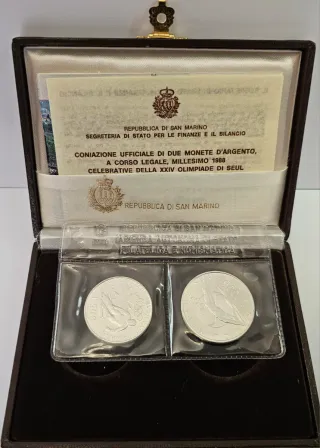 REPUBBLICA DI SAN MARINO
SEGRETERIA DI STATO PER LE FINANZE E IL BILANCIO
CONIAZIONE UFFICIALE DI DUE MONETE D'ARGENTO,
A CORSO LEGALE, MILLESIMO 1988
CELEBRATIVE DELLA XXIV OLIMPIADE DI SEUL
REPUBBLICA DI SAN MARINO